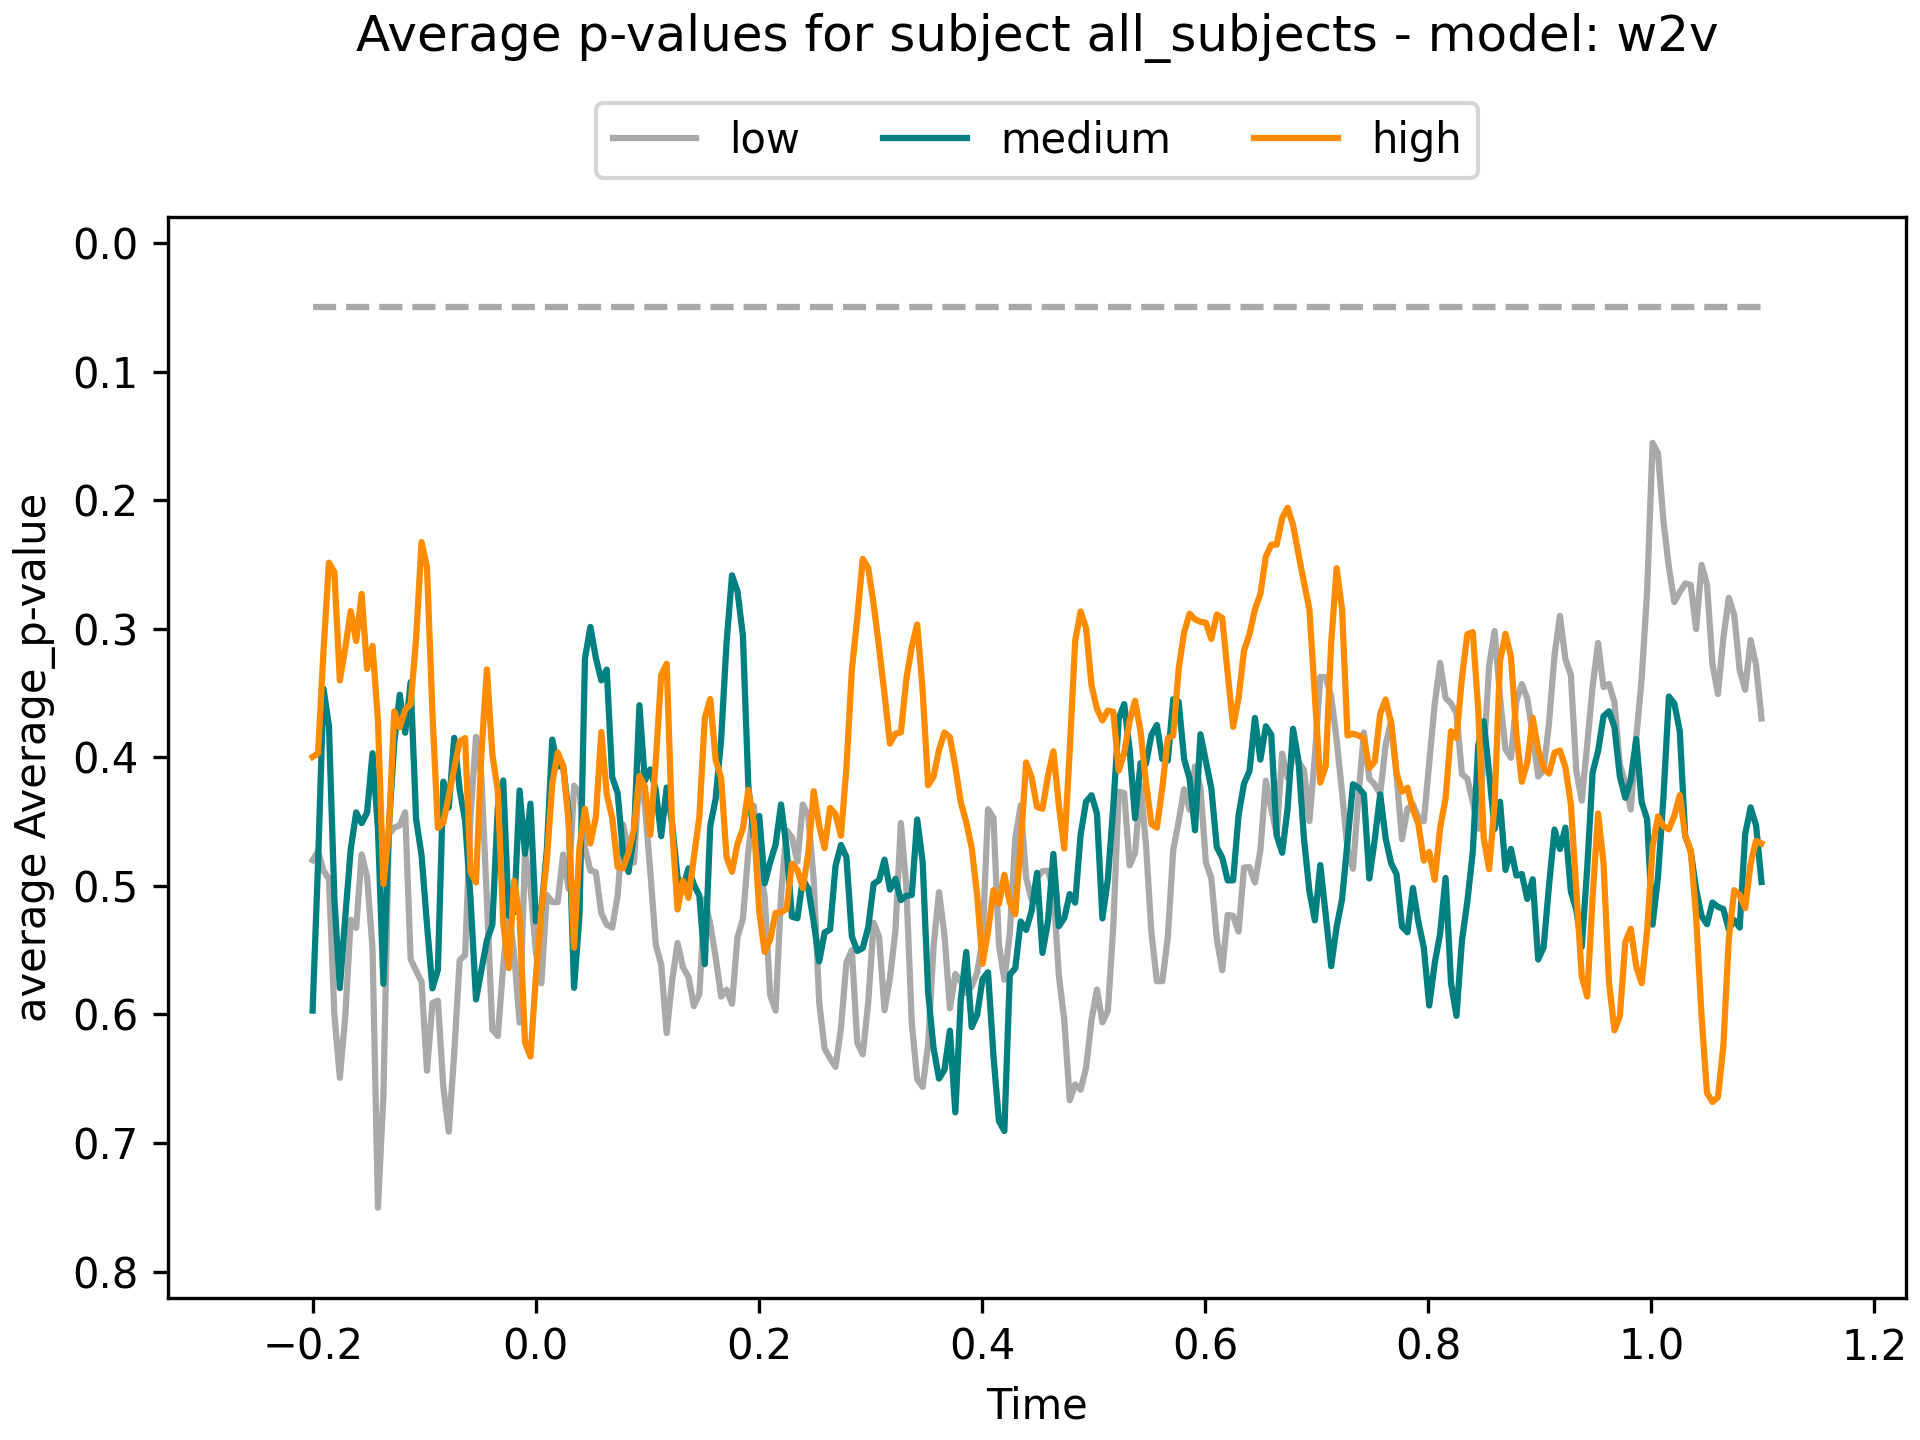 Average p-values for subject all_subjects - model: w2v
low medium high
0.0
0.1
0.2
0.3
0.4
0.5
0.6
0.7
0.8
average Average_p-value
−0.2 0.0 0.2 0.4 0.6 0.8 1.0 1.2
Time